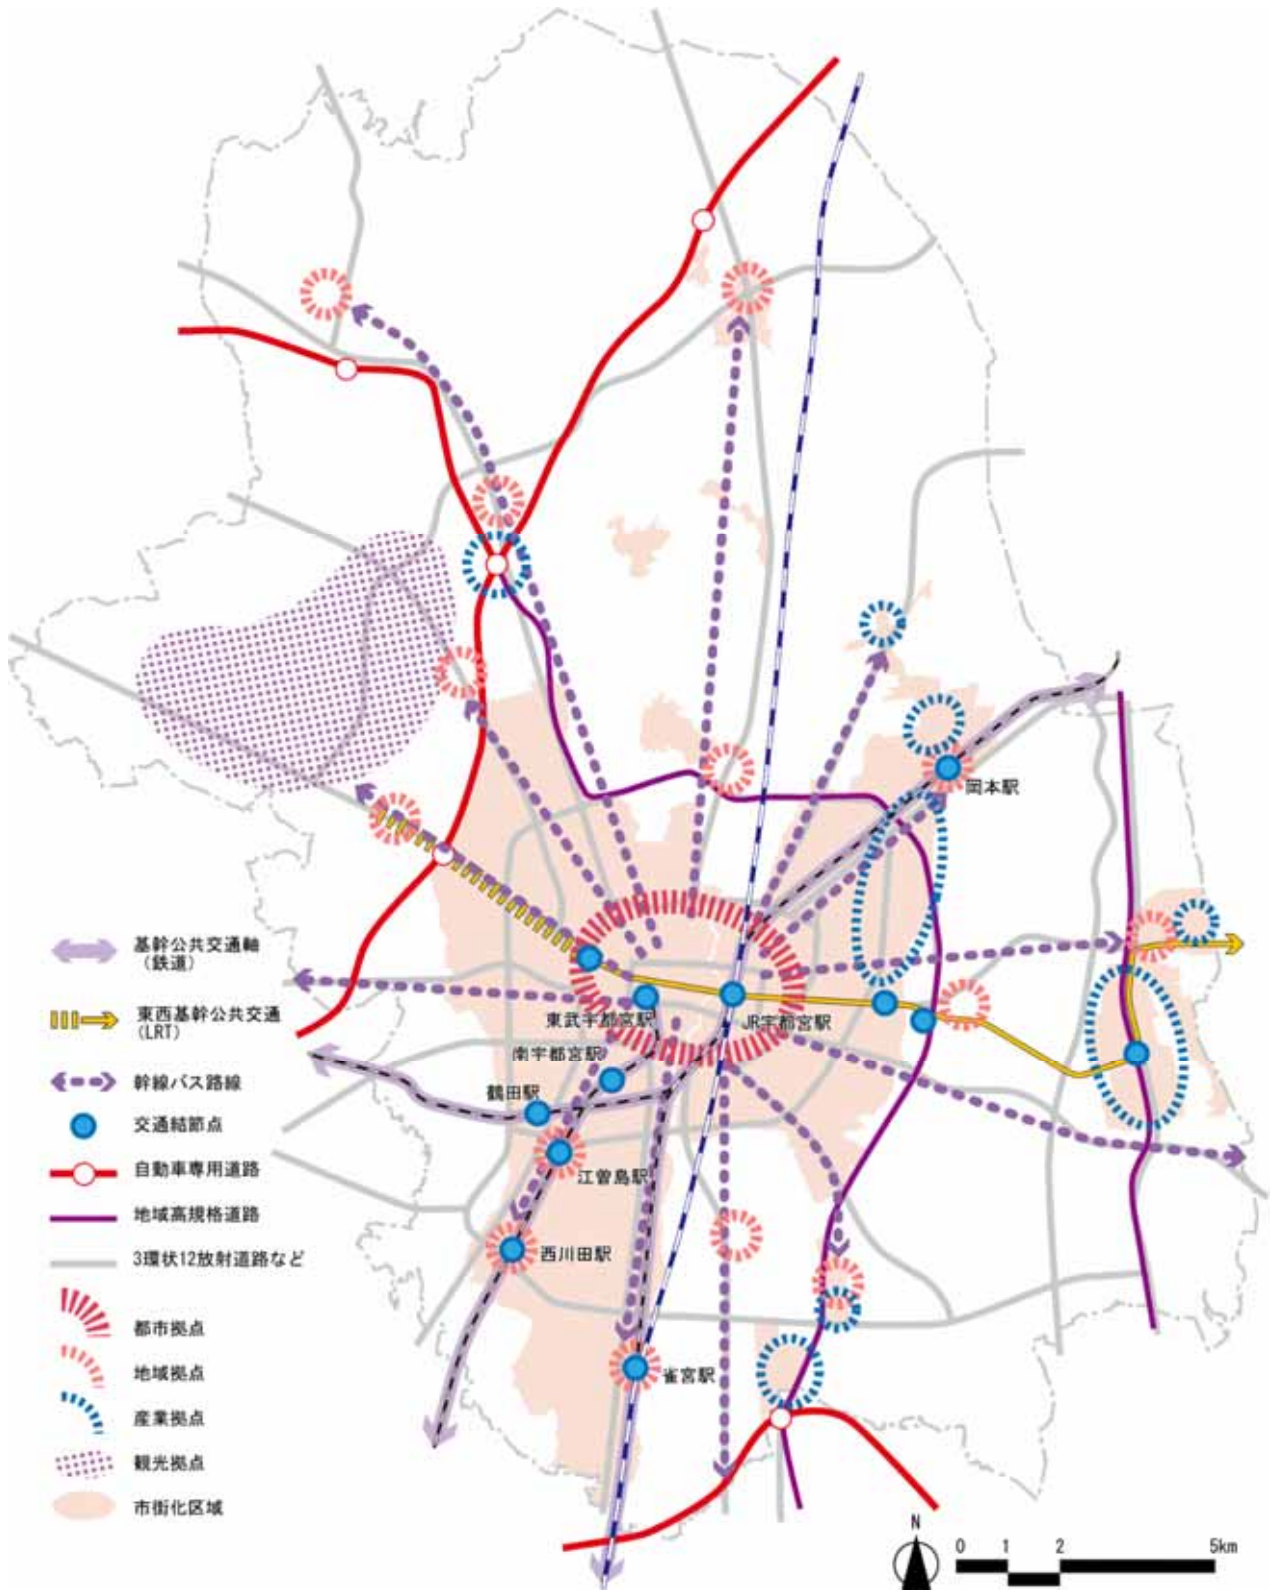 岡本駅
東武宇都宮駅
JR宇都宮駅
南宇都宮駅
鶴田駅
江曽島駅
西川田駅
雀宮駅
基幹公共交通軸
(鉄道)
東西基幹公共交通
(LRT)
幹線バス路線
交通結節点
自動車専用道路
地域高規格道路
3環状12放射道路など
都市拠点
地域拠点
産業拠点
観光拠点
市街化区域
N
0 1 2 5km